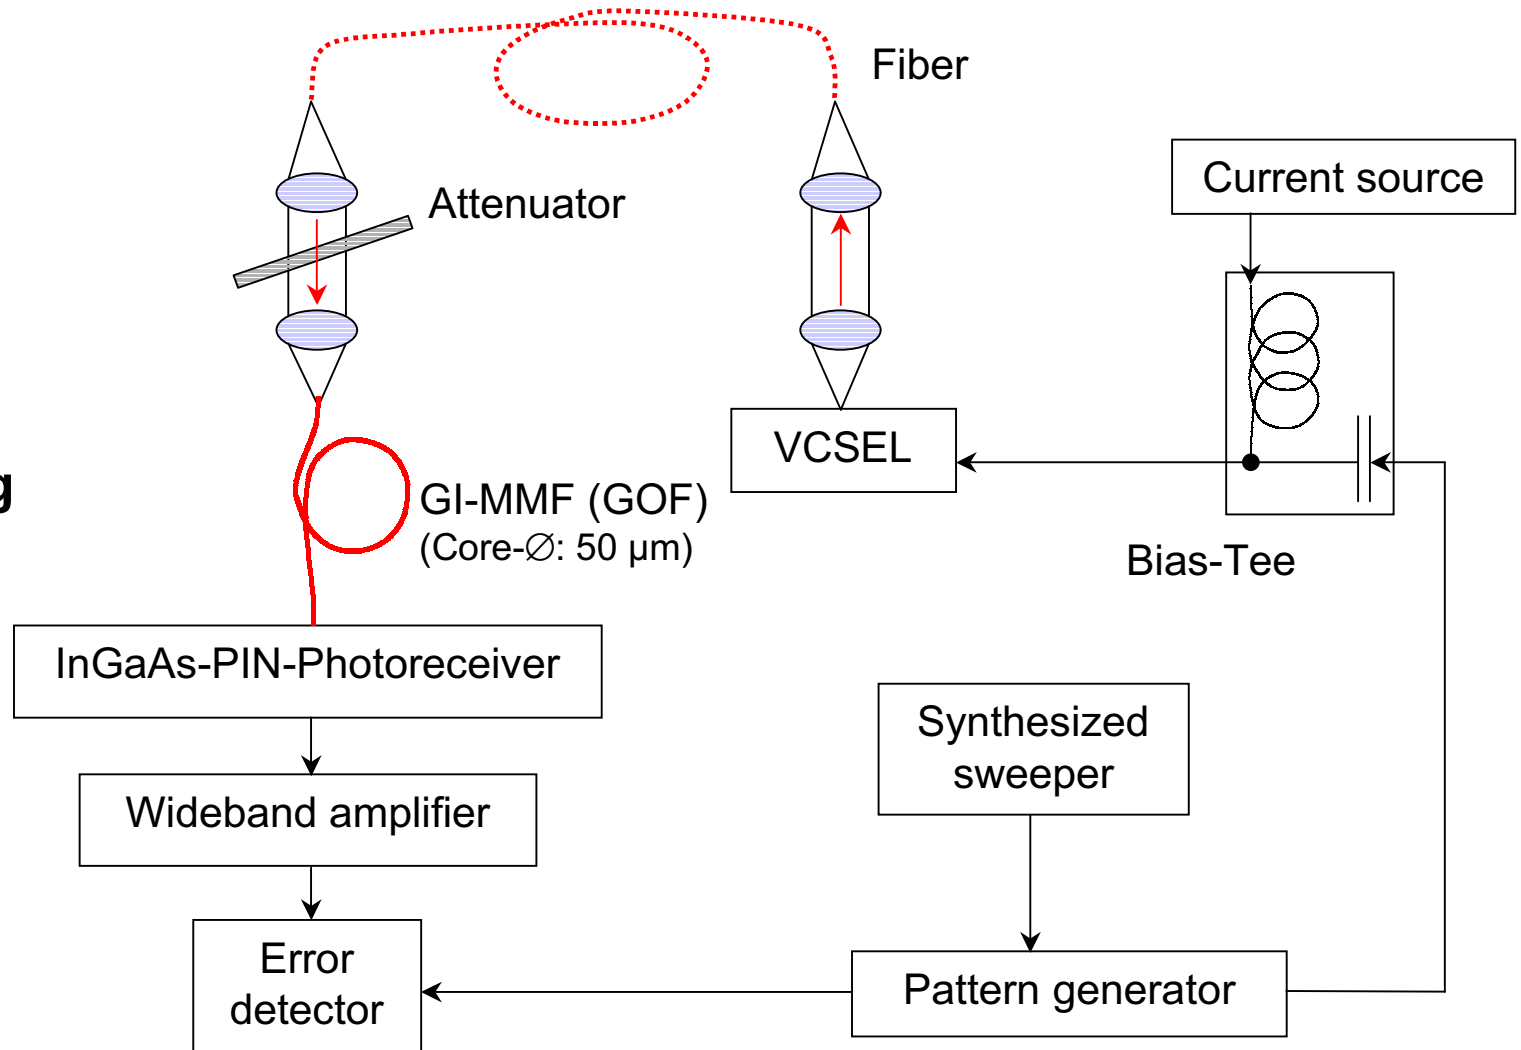 Fiber
Current source
Attenuator
VCSEL
g
GI-MMF (GOF)
(Core-∅: 50 µm)
Bias-Tee
InGaAs-PIN-Photoreceiver
Synthesized
sweeper
Wideband amplifier
Error
detector
Pattern generator